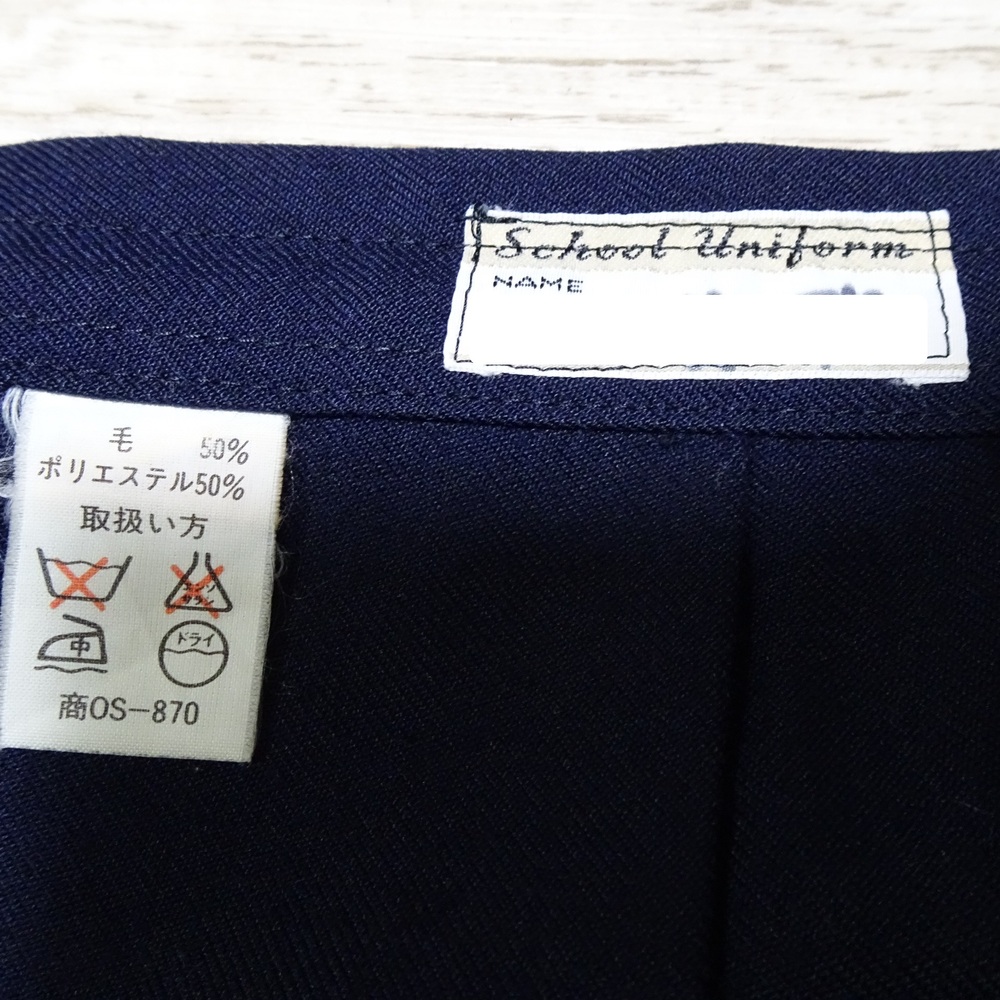 School Uniform
NAME
毛 50%
ポリエステル50%
取扱い方
中
ドライ
商OS-870